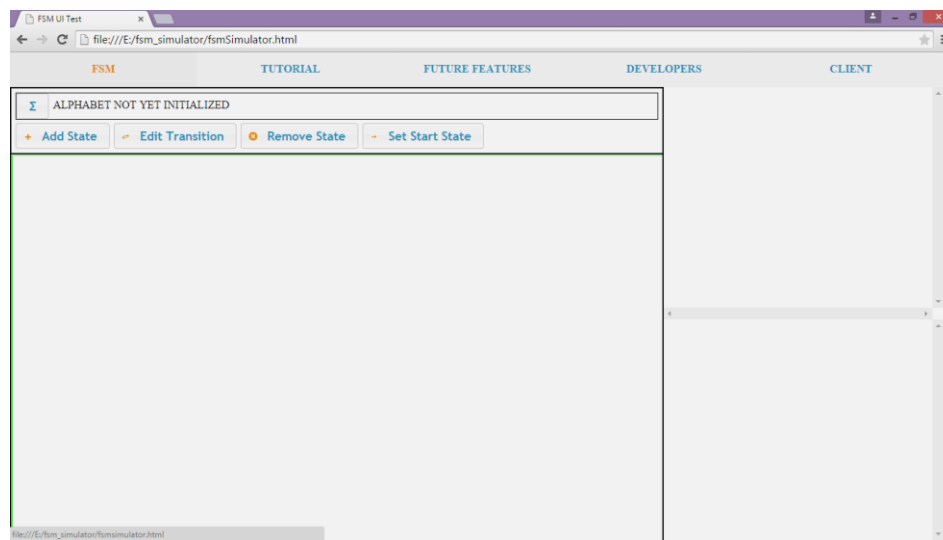 FSM UI Test
file:///E:/fsm_simulator/fsmSimulator.html
FSM TUTORIAL FUTURE FEATURES DEVELOPERS CLIENT
Σ ALPHABET NOT YET INITIALIZED
Add State Edit Transition Remove State Set Start State
file:///E:/fsm_simulator/fsmsimulator.html